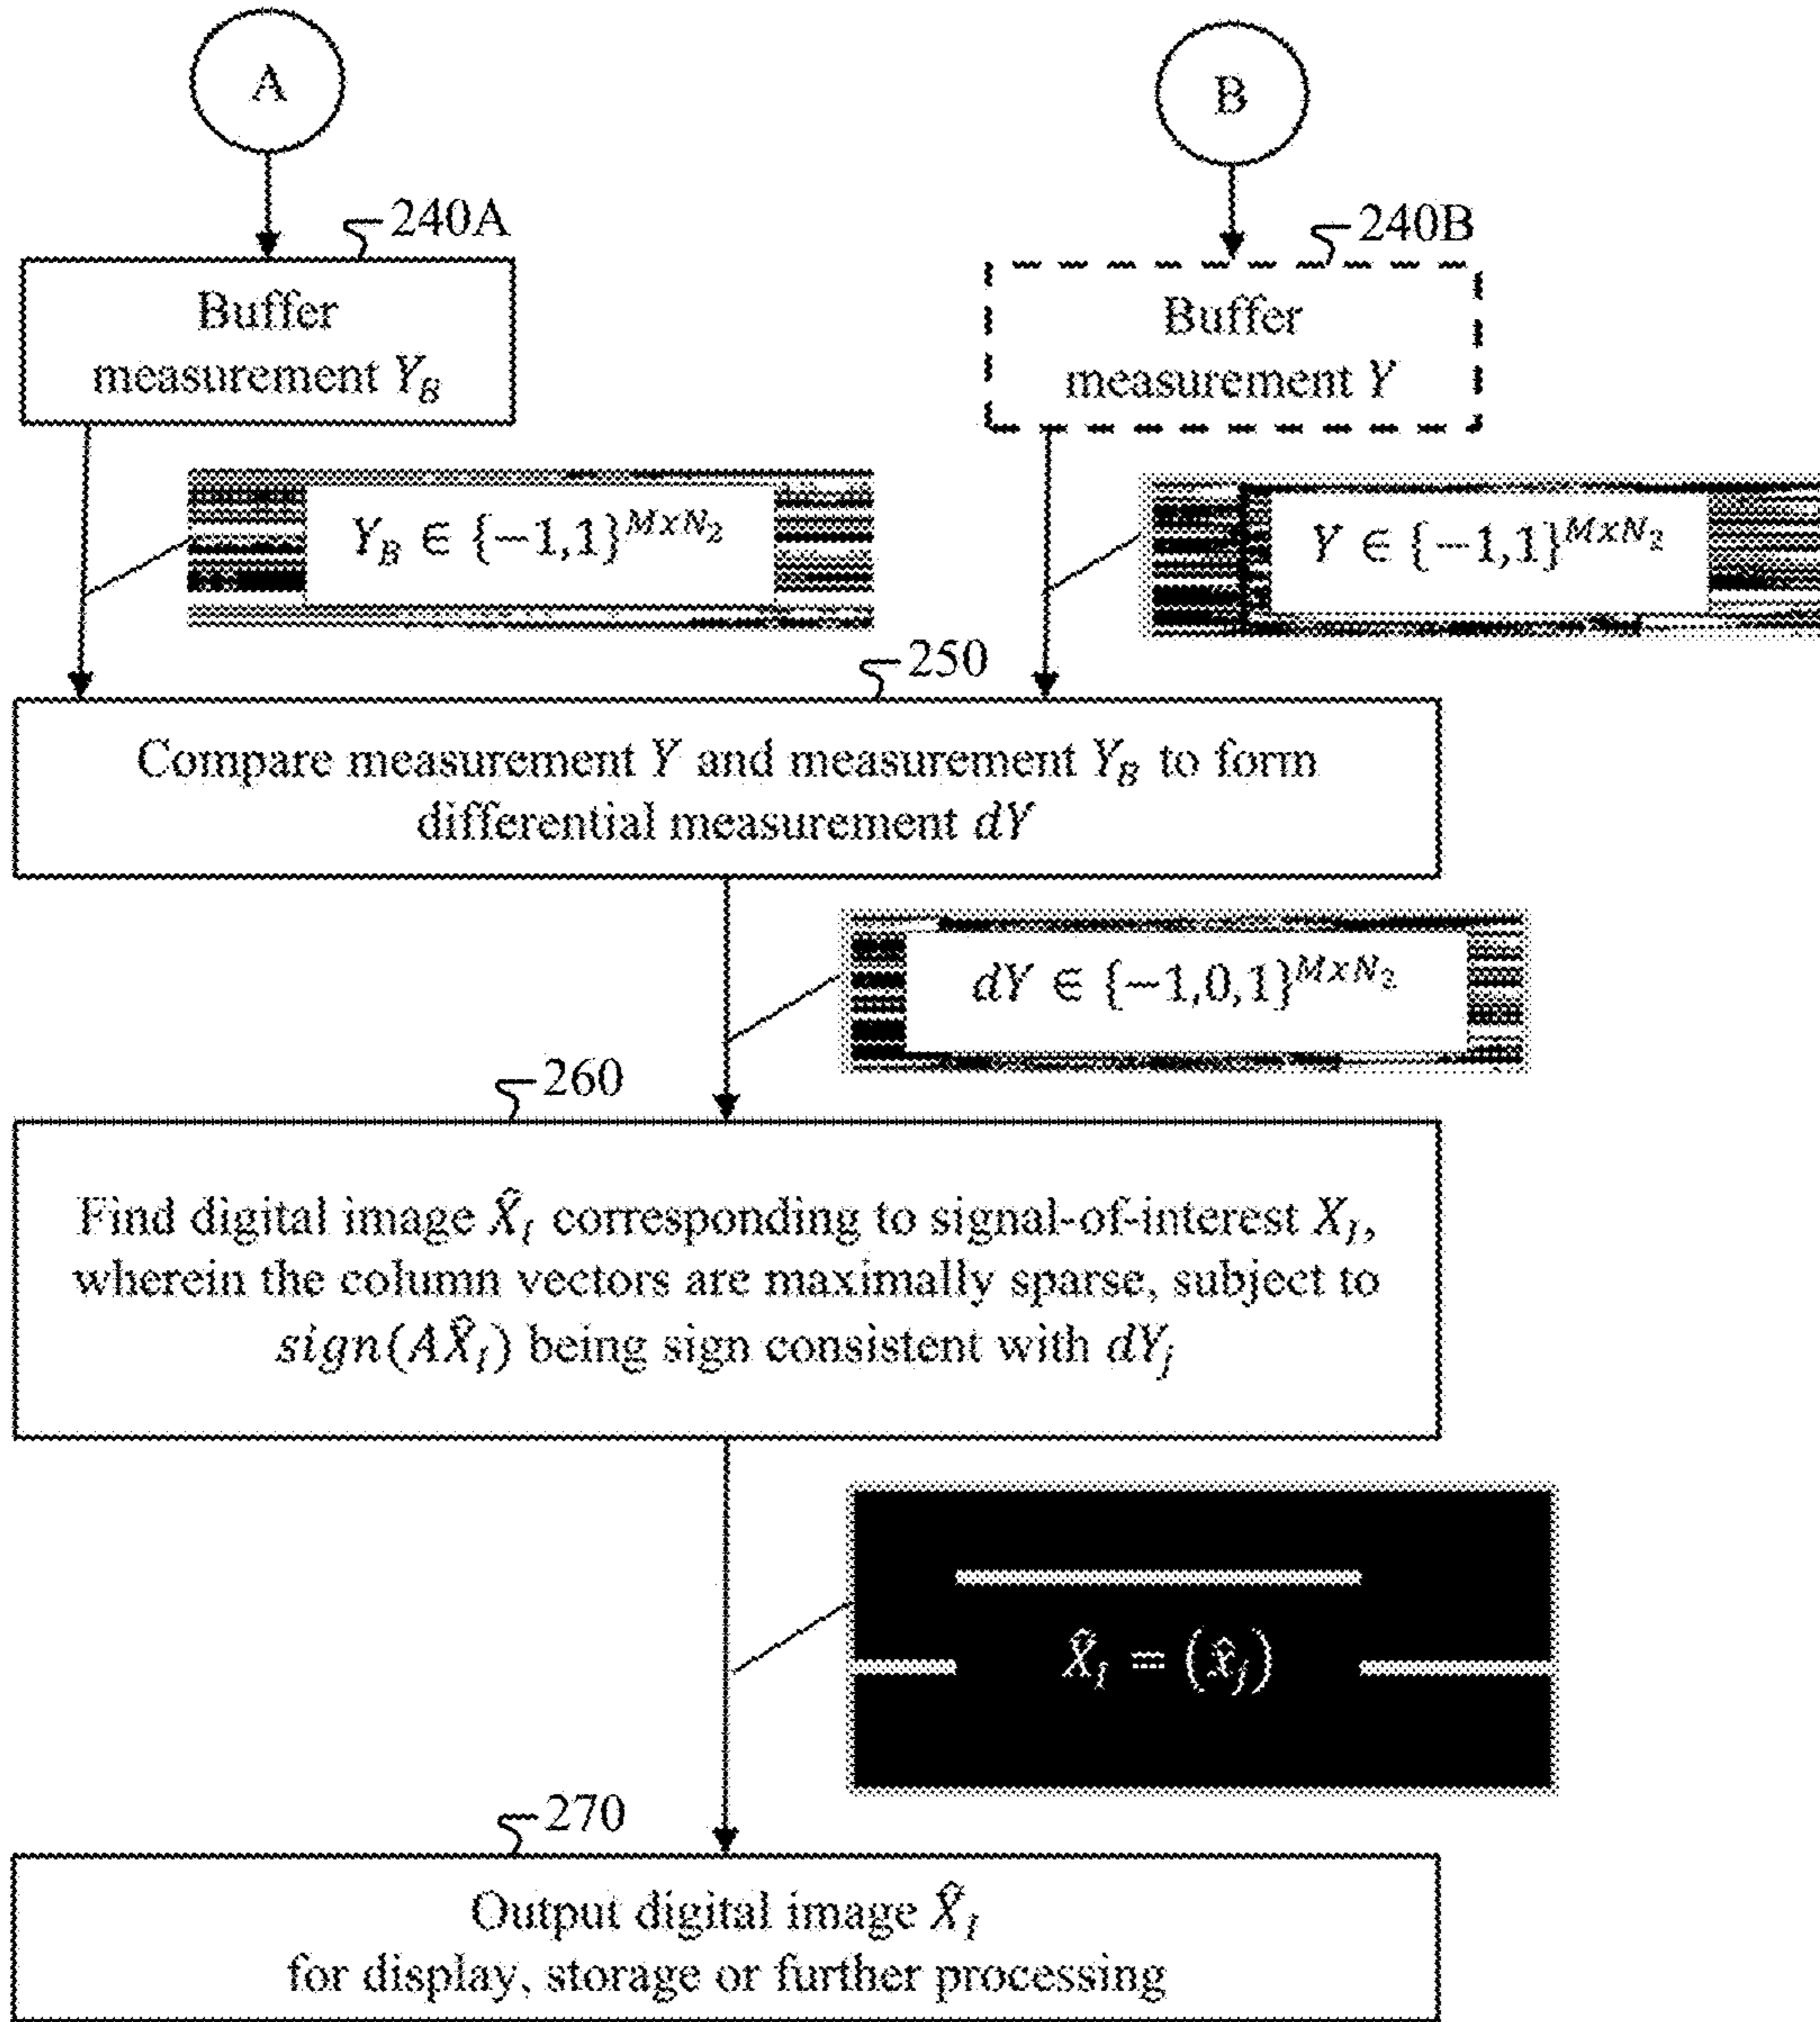 A
B
240A
240B
Buffer
measurement Y_B
Buffer
measurement Y
Y_B ∈ {−1,1}^{MxN_2}
Y ∈ {−1,1}^{MxN_2}
250
Compare measurement Y and measurement Y_B to form
differential measurement dY
dY ∈ {−1,0,1}^{MxN_2}
260
Find digital image X̂_I corresponding to signal-of-interest X_I,
wherein the column vectors are maximally sparse, subject to
sign(AX̂_I) being sign consistent with dY_j
X̂_I = (x̂_j)
270
Output digital image X̂_I
for display, storage or further processing